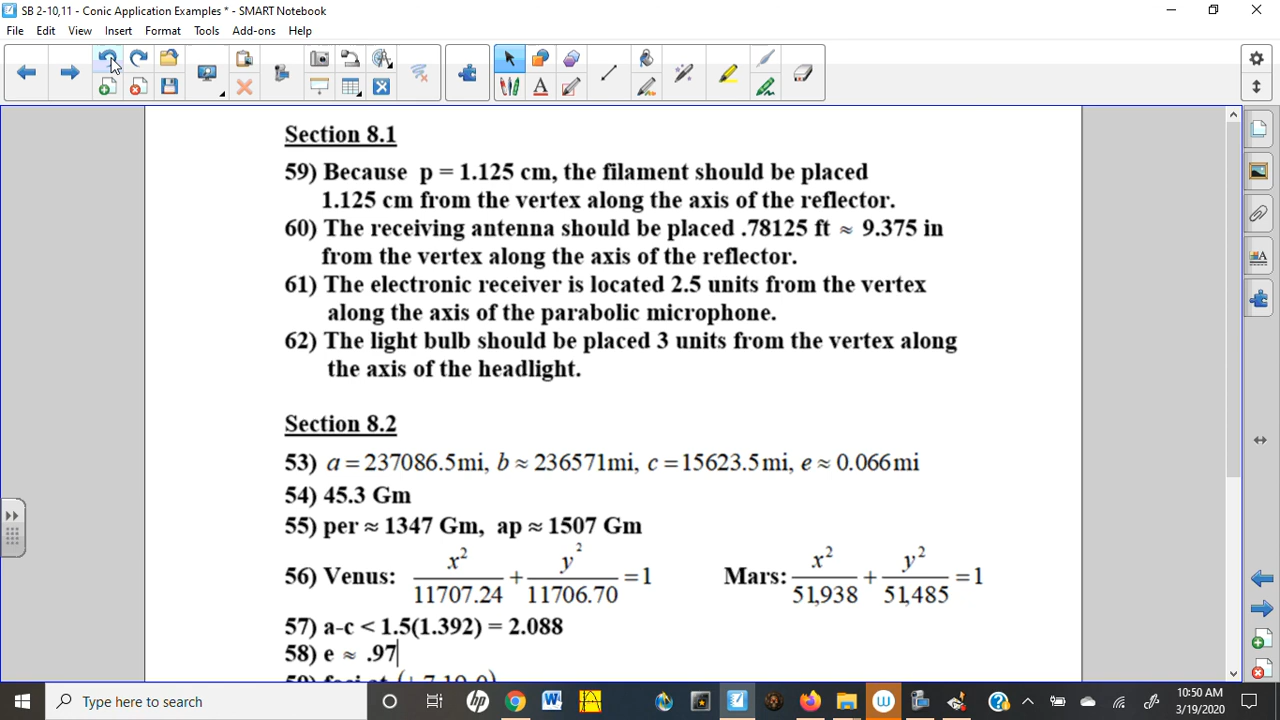 SB 2-10,11 - Conic Application Examples * - SMART Notebook
File Edit View Insert Format Tools Add-ons Help
Section 8.1
59) Because p = 1.125 cm, the filament should be placed
1.125 cm from the vertex along the axis of the reflector.
60) The receiving antenna should be placed .78125 ft ≈ 9.375 in
from the vertex along the axis of the reflector.
61) The electronic receiver is located 2.5 units from the vertex
along the axis of the parabolic microphone.
62) The light bulb should be placed 3 units from the vertex along
the axis of the headlight.
Section 8.2
53) a = 237086.5mi, b ≈ 236571mi, c = 15623.5mi, e ≈ 0.066mi
54) 45.3 Gm
55) per ≈ 1347 Gm, ap ≈ 1507 Gm
56) Venus: x²/11707.24 + y²/11706.70 = 1 Mars: x²/51,938 + y²/51,485 = 1
57) a-c < 1.5(1.392) = 2.088
58) e ≈ .97
Type here to search
10:50 AM
3/19/2020